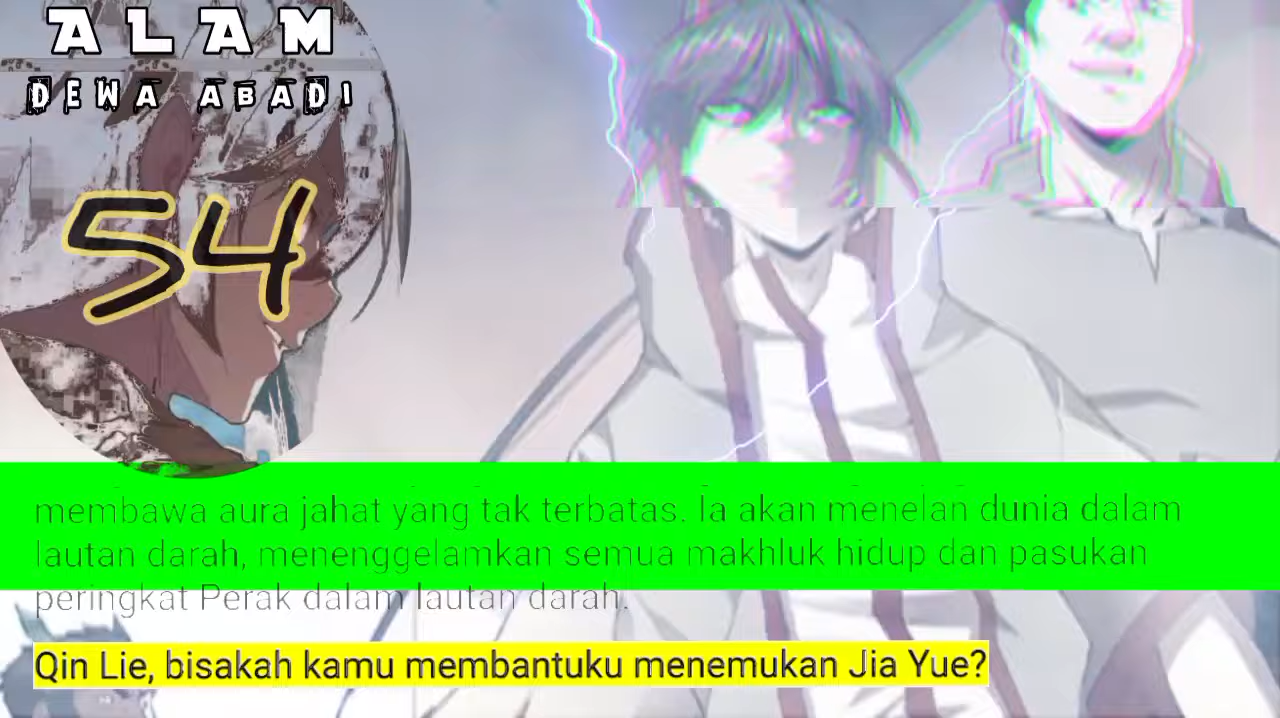 ALAM
DEWA ABADI
54
membawa aura jahat yang tak terbatas. Ia akan menelan dunia dalam
lautan darah, menenggelamkan semua makhluk hidup dan pasukan
peringkat Perak dalam lautan darah.
Qin Lie, bisakah kamu membantuku menemukan Jia Yue?